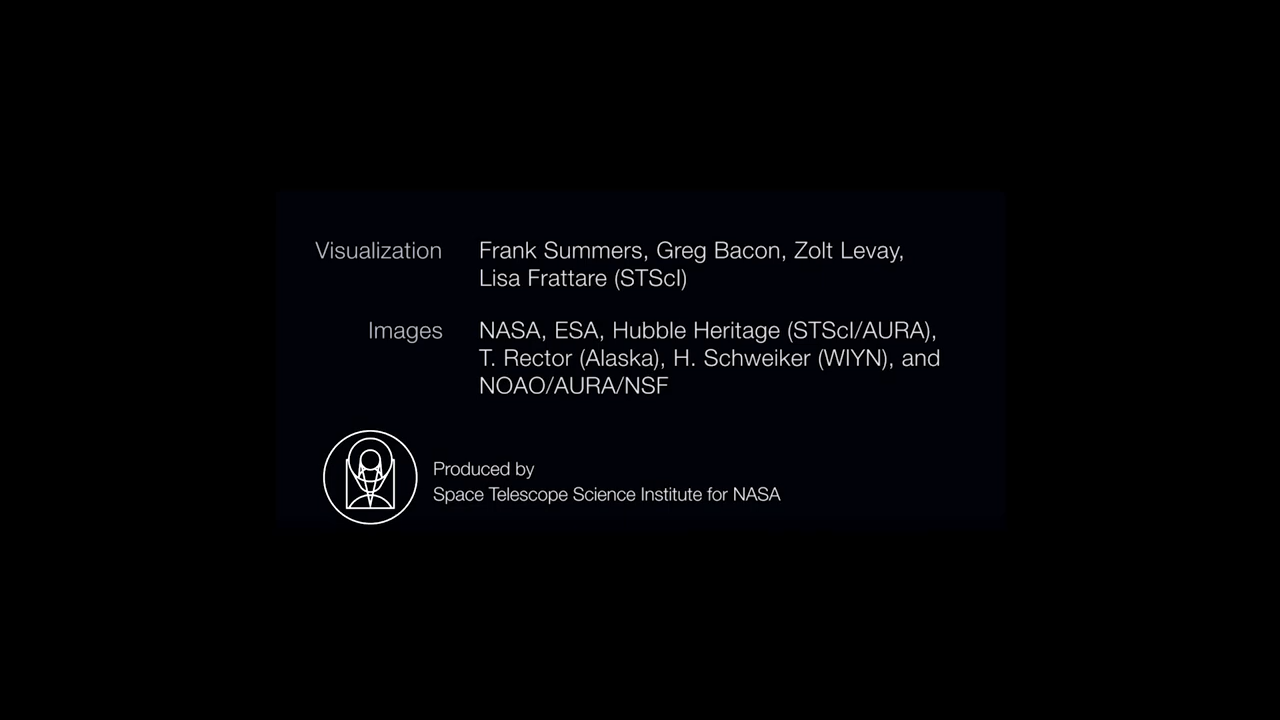 Visualization Frank Summers, Greg Bacon, Zolt Levay,
Lisa Frattare (STScI)
Images NASA, ESA, Hubble Heritage (STScI/AURA),
T. Rector (Alaska), H. Schweiker (WIYN), and
NOAO/AURA/NSF
Produced by
Space Telescope Science Institute for NASA